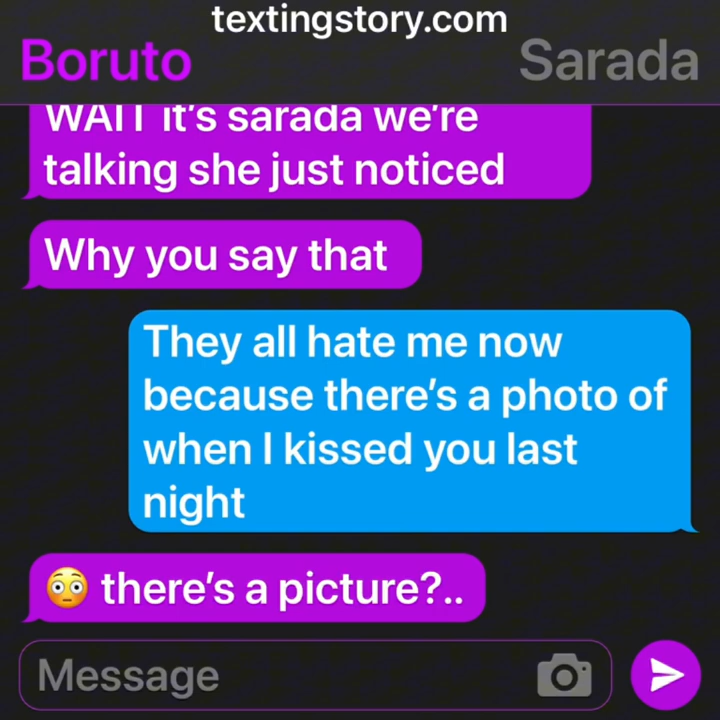 textingstory.com
Boruto Sarada
WAIT it's sarada we're
talking she just noticed
Why you say that
They all hate me now
because there's a photo of
when I kissed you last
night
😳 there's a picture?..
Message